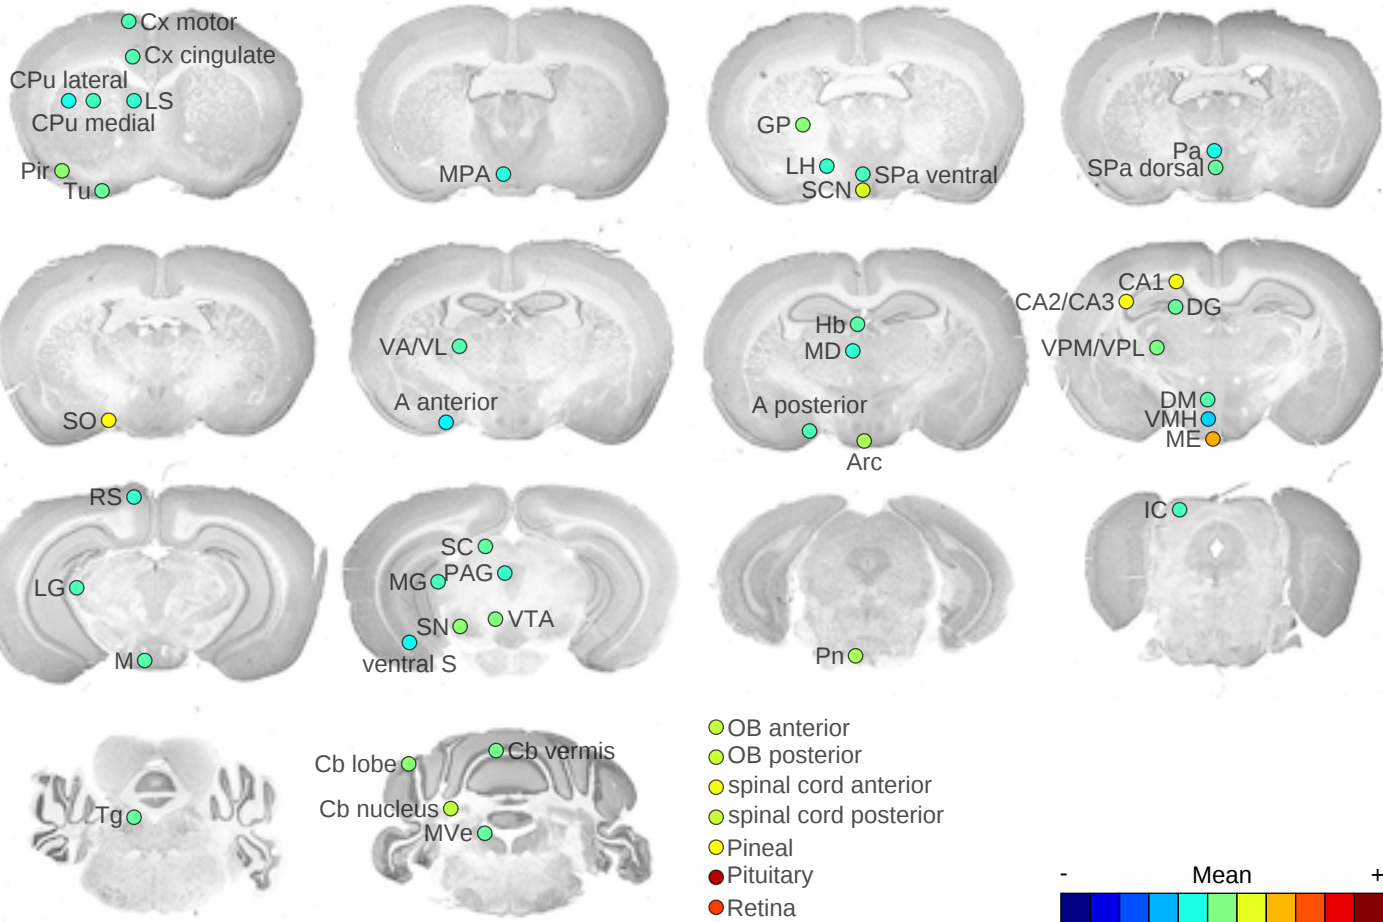 Cx motor
Cx cingulate
CPu lateral
LS
CPu medial
Pir
Tu
MPA
GP
LH
SPa ventral
SCN
Pa
SPa dorsal
SO
VA/VL
A anterior
Hb
MD
A posterior
Arc
CA1
CA2/CA3
DG
VPM/VPL
DM
VMH
ME
RS
LG
M
SC
MG
PAG
SN
VTA
ventral S
Pn
IC
Tg
Cb lobe
Cb vermis
Cb nucleus
MVe
OB anterior
OB posterior
spinal cord anterior
spinal cord posterior
Pineal
Pituitary
Retina
- Mean +